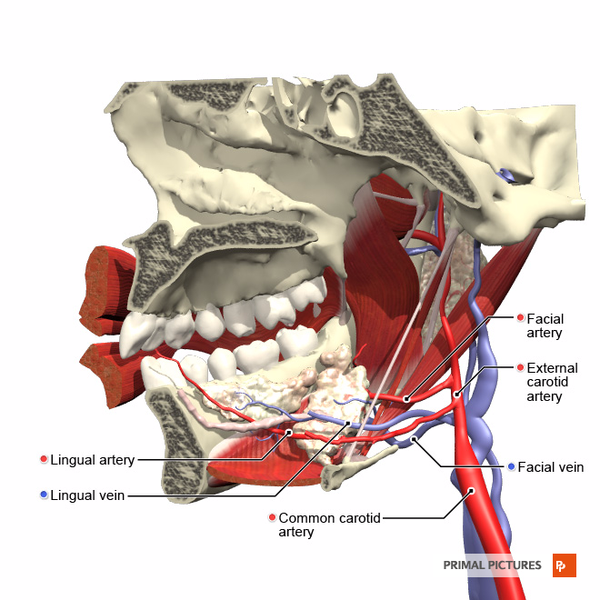 Facial
artery
External
carotid
artery
Lingual artery
Facial vein
Lingual vein
Common carotid
artery
PRIMAL PICTURES